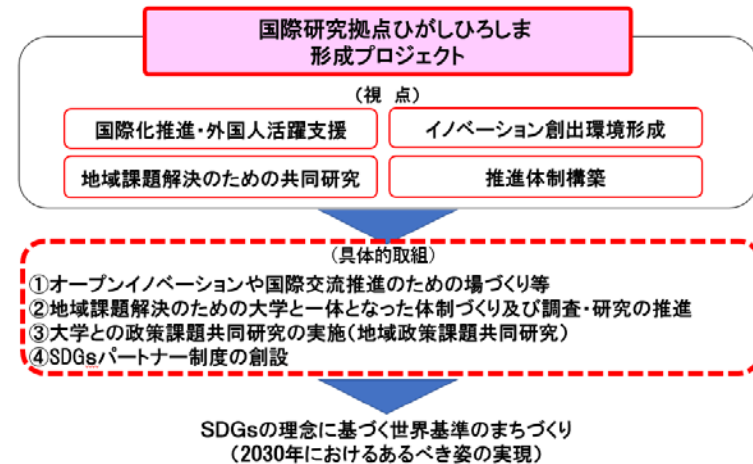 国際研究拠点ひがしひろしま
形成プロジェクト
(視 点)
国際化推進・外国人活躍支援
イノベーション創出環境形成
地域課題解決のための共同研究
推進体制構築
(具体的取組)
①オープンイノベーションや国際交流推進のための場づくり等
②地域課題解決のための大学と一体となった体制づくり及び調査・研究の推進
③大学との政策課題共同研究の実施(地域政策課題共同研究)
④SDGsパートナー制度の創設
SDGsの理念に基づく世界基準のまちづくり
(2030年におけるあるべき姿の実現)